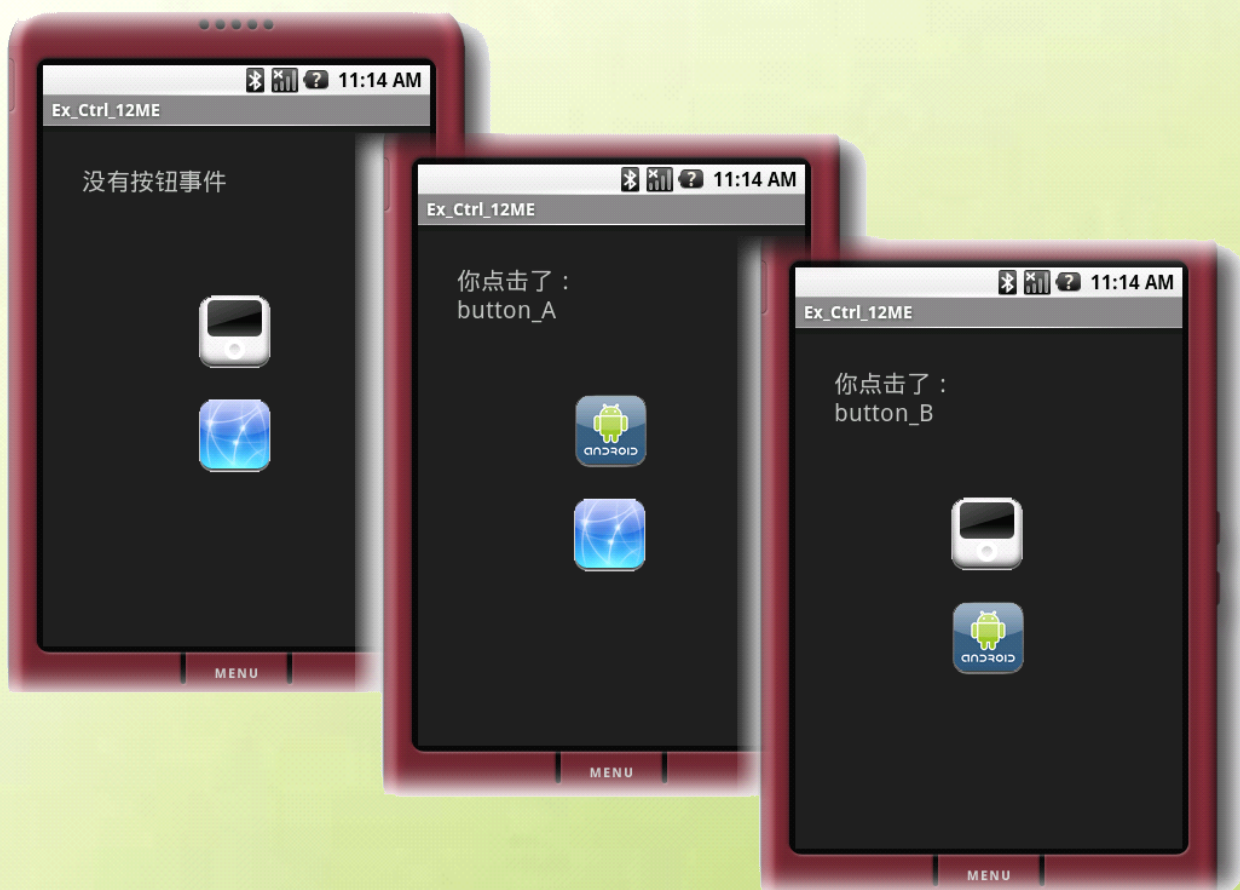 11:14 AM
Ex_Ctrl_12ME
没有按钮事件
MENU
11:14 AM
Ex_Ctrl_12ME
你点击了：
button_A
ANDROID
MENU
11:14 AM
Ex_Ctrl_12ME
你点击了：
button_B
ANDROID
MENU